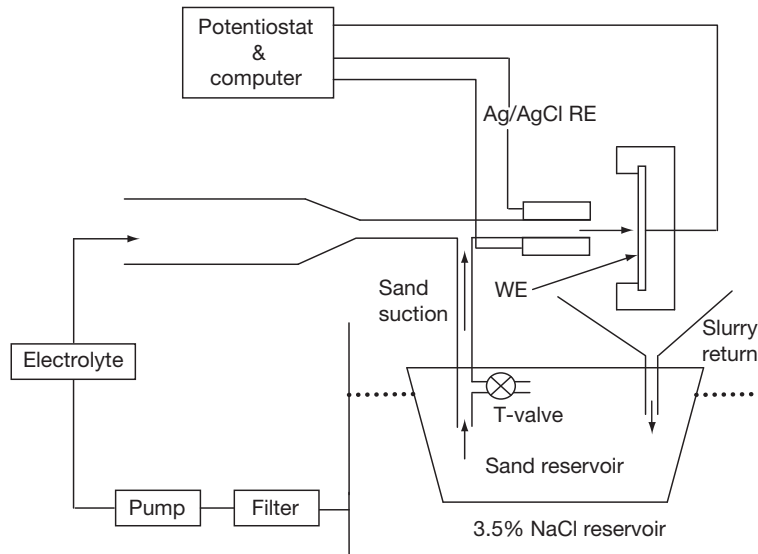 Potentiostat
&
computer
Ag/AgCl RE
Sand
suction
WE
Slurry
return
Electrolyte
T-valve
Sand reservoir
Pump
Filter
3.5% NaCl reservoir